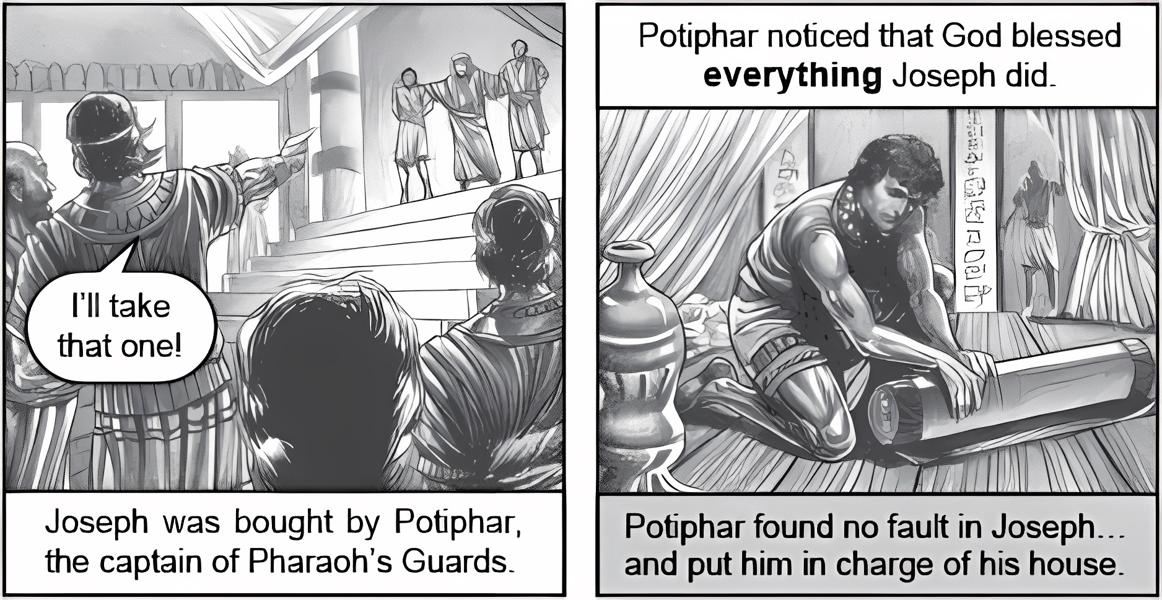 I'll take
that one!
Joseph was bought by Potiphar,
the captain of Pharaoh's Guards.
Potiphar noticed that God blessed
everything Joseph did.
Potiphar found no fault in Joseph...
and put him in charge of his house.